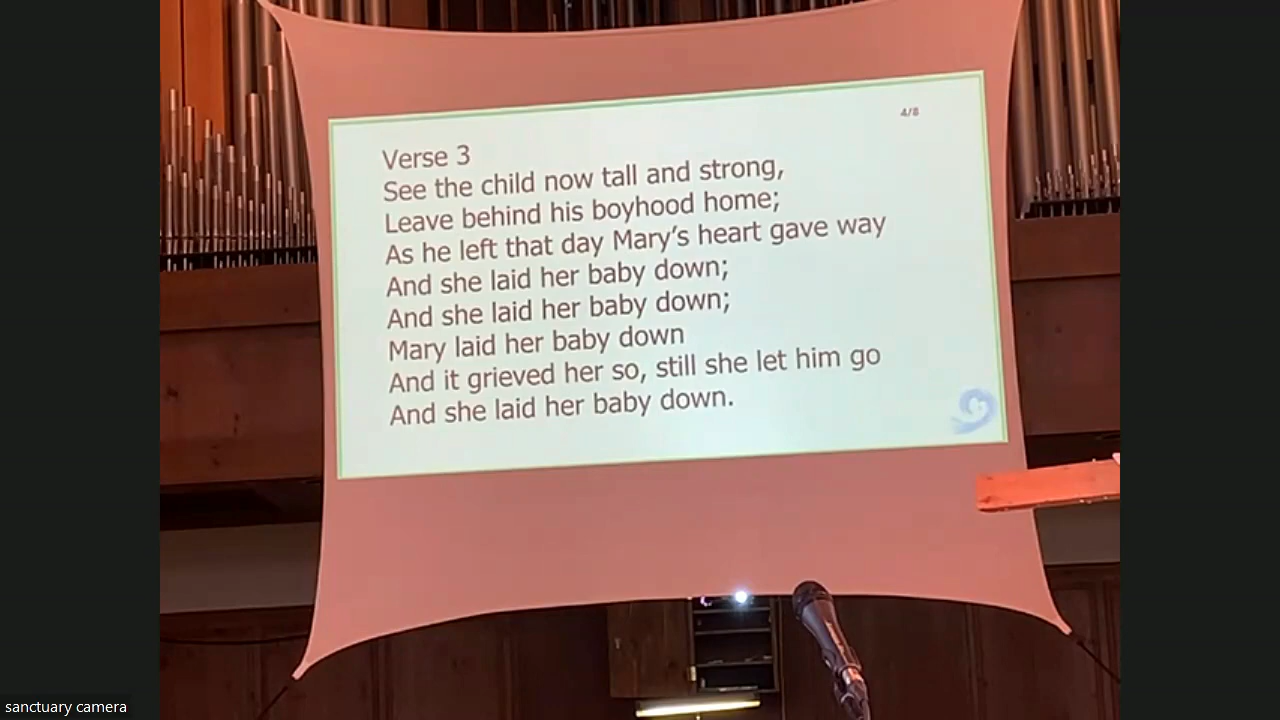 4/8
Verse 3
See the child now tall and strong,
Leave behind his boyhood home;
As he left that day Mary's heart gave way
And she laid her baby down;
And she laid her baby down;
Mary laid her baby down
And it grieved her so, still she let him go
And she laid her baby down.
sanctuary camera